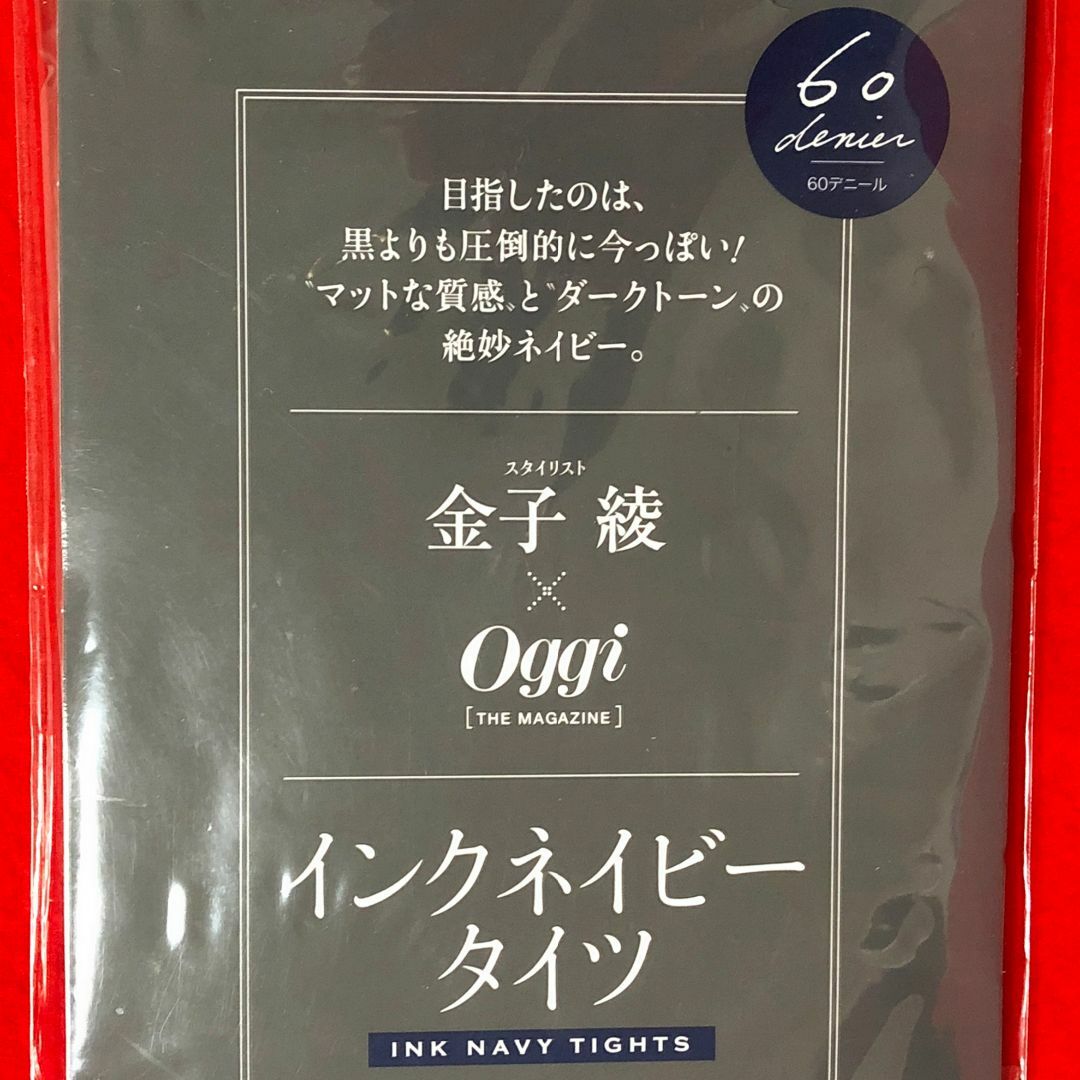 60
denier
60デニール
目指したのは、
黒よりも圧倒的に今っぽい!
〝マットな質感〟と〝ダークトーン〟の
絶妙ネイビー。
スタイリスト
金子 綾
×
Oggi
[THE MAGAZINE]
インクネイビー
タイツ
INK NAVY TIGHTS